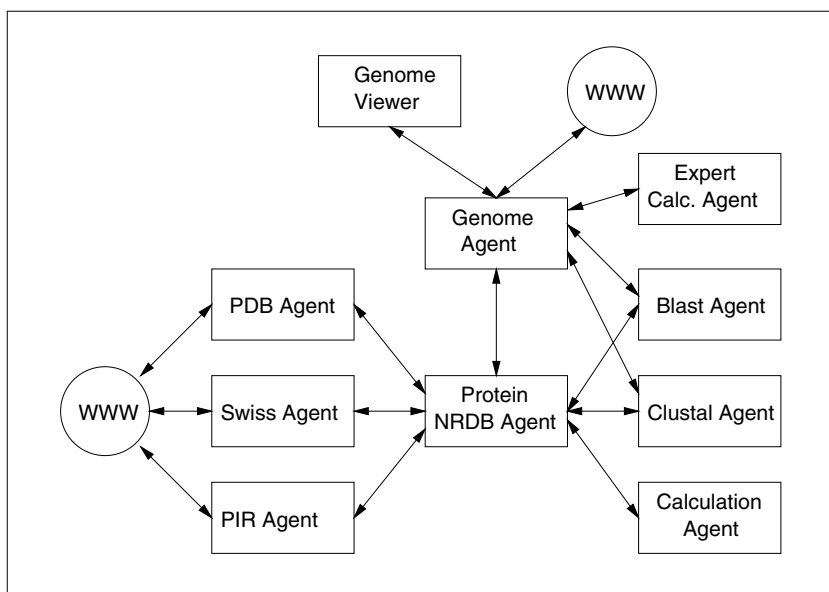 Genome
Viewer
WWW
Expert
Calc. Agent
Genome
Agent
PDB Agent
Blast Agent
WWW
Swiss Agent
Protein
NRDB Agent
Clustal Agent
PIR Agent
Calculation
Agent